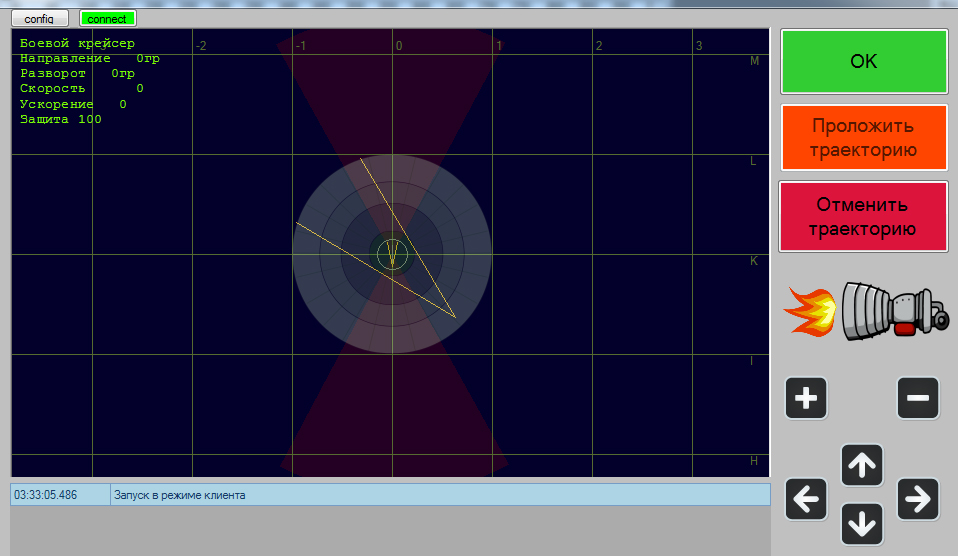 config
connect
-2
-1
0
1
2
3
Боевой крейсер
Направление 0гр
Разворот 0гр
Скорость 0
Ускорение 0
Защита 100
M
L
K
I
H
OK
Проложить
траекторию
Отменить
траекторию
03:33:05.486 Запуск в режиме клиента